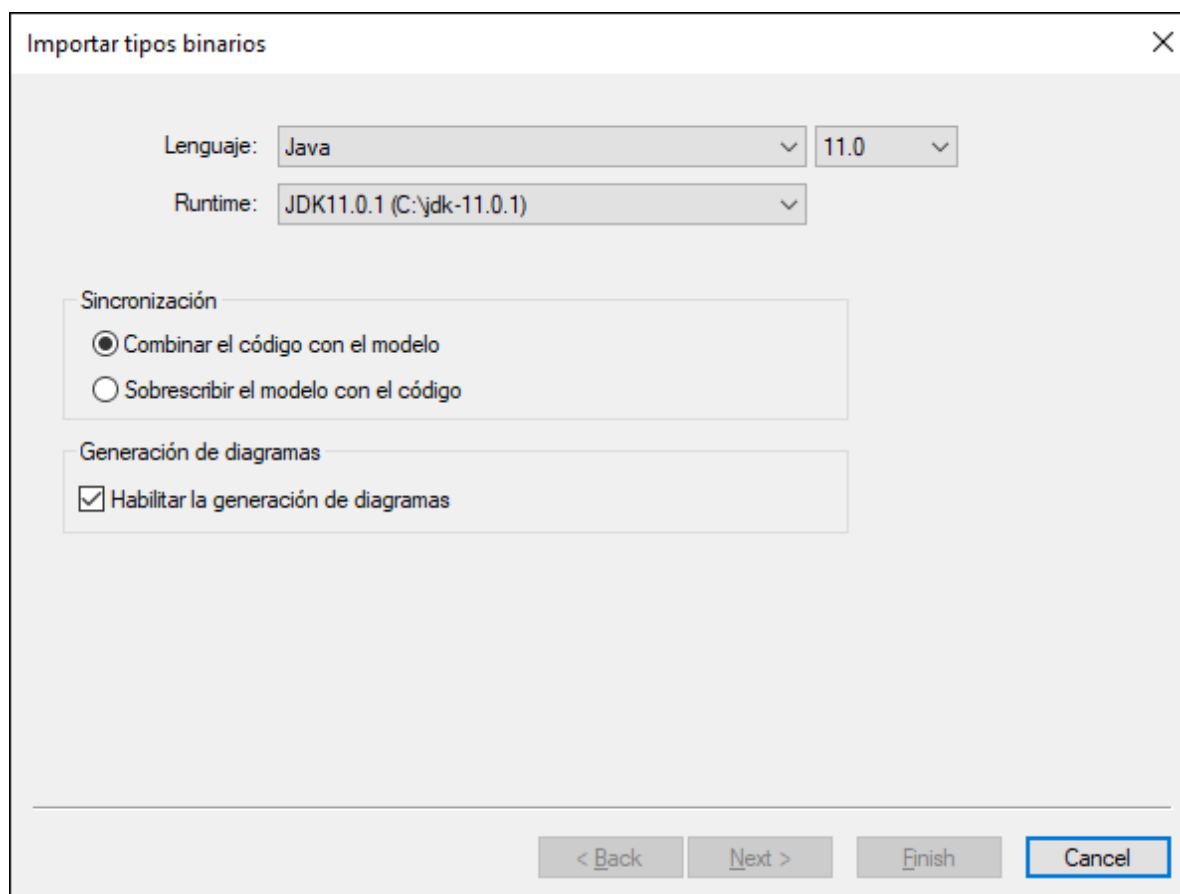 Importar tipos binarios
Lenguaje: Java 11.0
Runtime: JDK11.0.1 (C:\jdk-11.0.1)
Sincronización
Combinar el código con el modelo
Sobrescribir el modelo con el código
Generación de diagramas
Habilitar la generación de diagramas
< Back Next > Finish Cancel